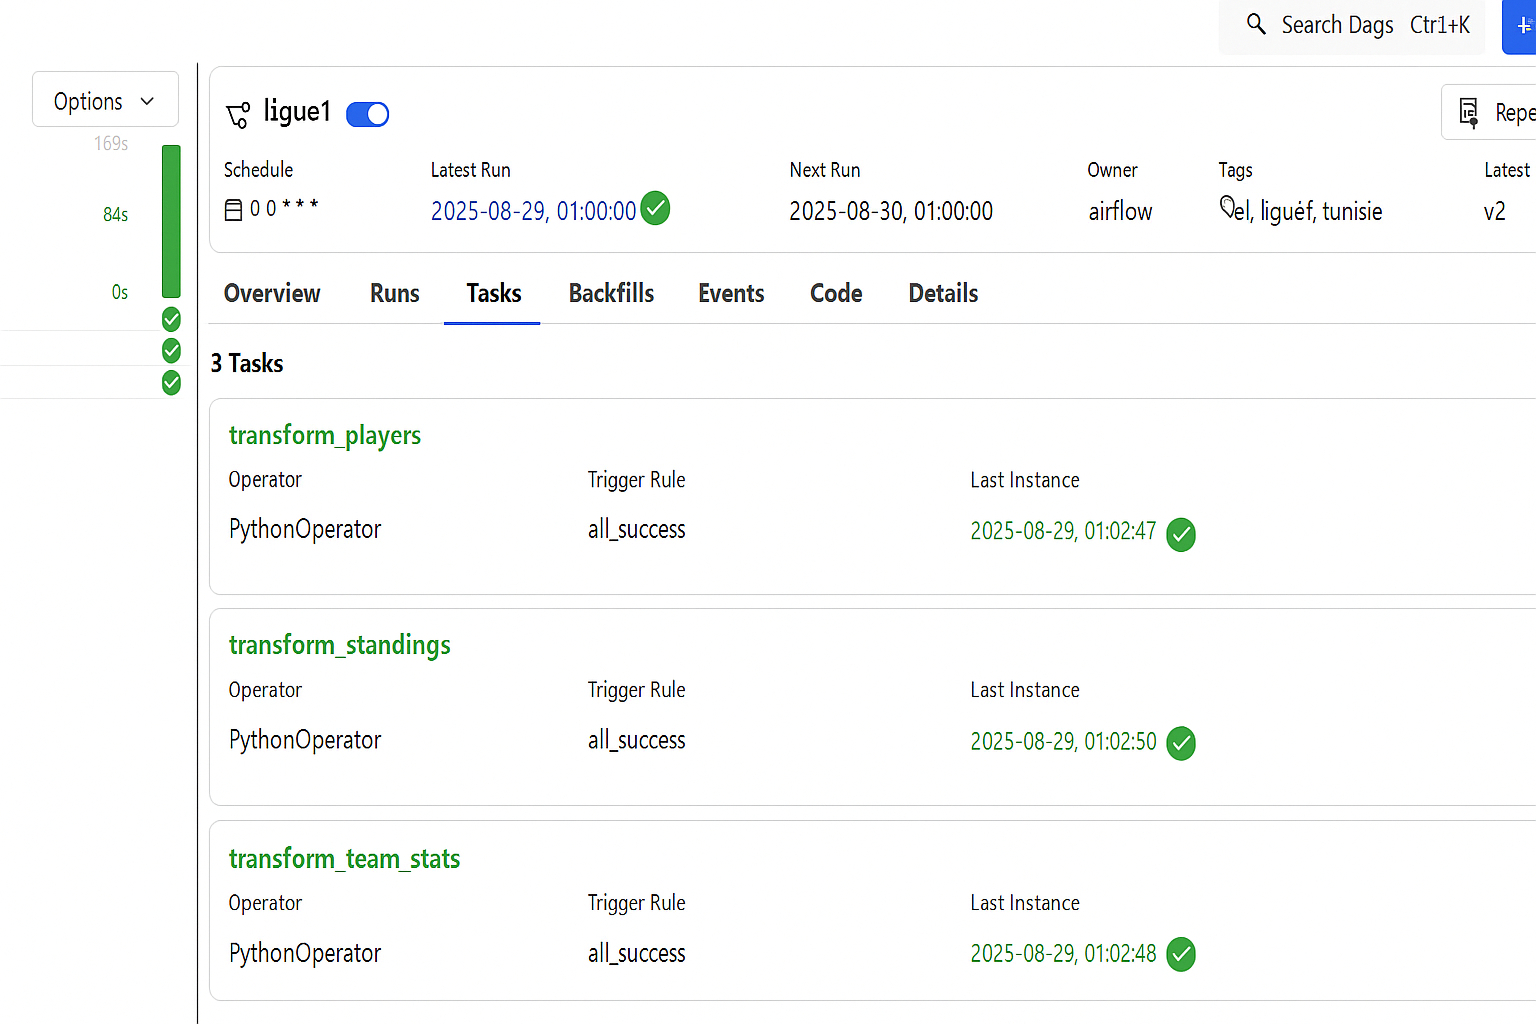 Search Dags Ctrl+K
Options
169s
84s
0s
ligue1
Repe
Schedule Latest Run Next Run Owner Tags Latest
0 0 * * * 2025-08-29, 01:00:00 2025-08-30, 01:00:00 airflow el, liguéf, tunisie v2
Overview Runs Tasks Backfills Events Code Details
3 Tasks
transform_players
Operator Trigger Rule Last Instance
PythonOperator all_success 2025-08-29, 01:02:47
transform_standings
Operator Trigger Rule Last Instance
PythonOperator all_success 2025-08-29, 01:02:50
transform_team_stats
Operator Trigger Rule Last Instance
PythonOperator all_success 2025-08-29, 01:02:48